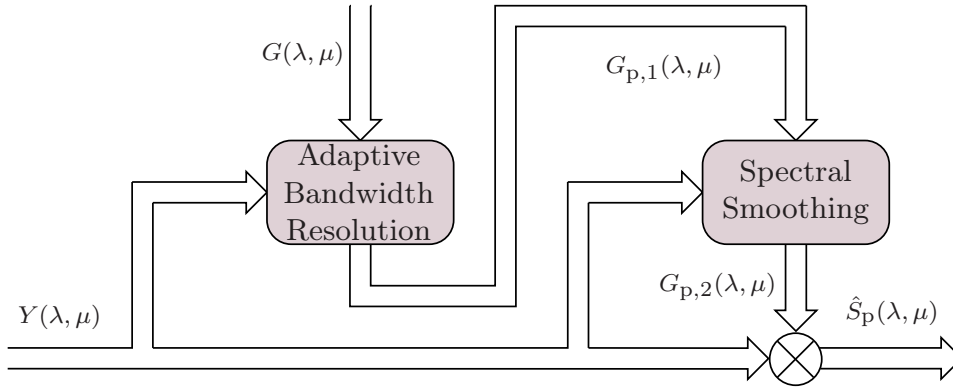 G(λ, μ)
G_{p,1}(λ, μ)
Adaptive
Bandwidth
Resolution
Spectral
Smoothing
G_{p,2}(λ, μ)
Y(λ, μ)
Ŝ_p(λ, μ)